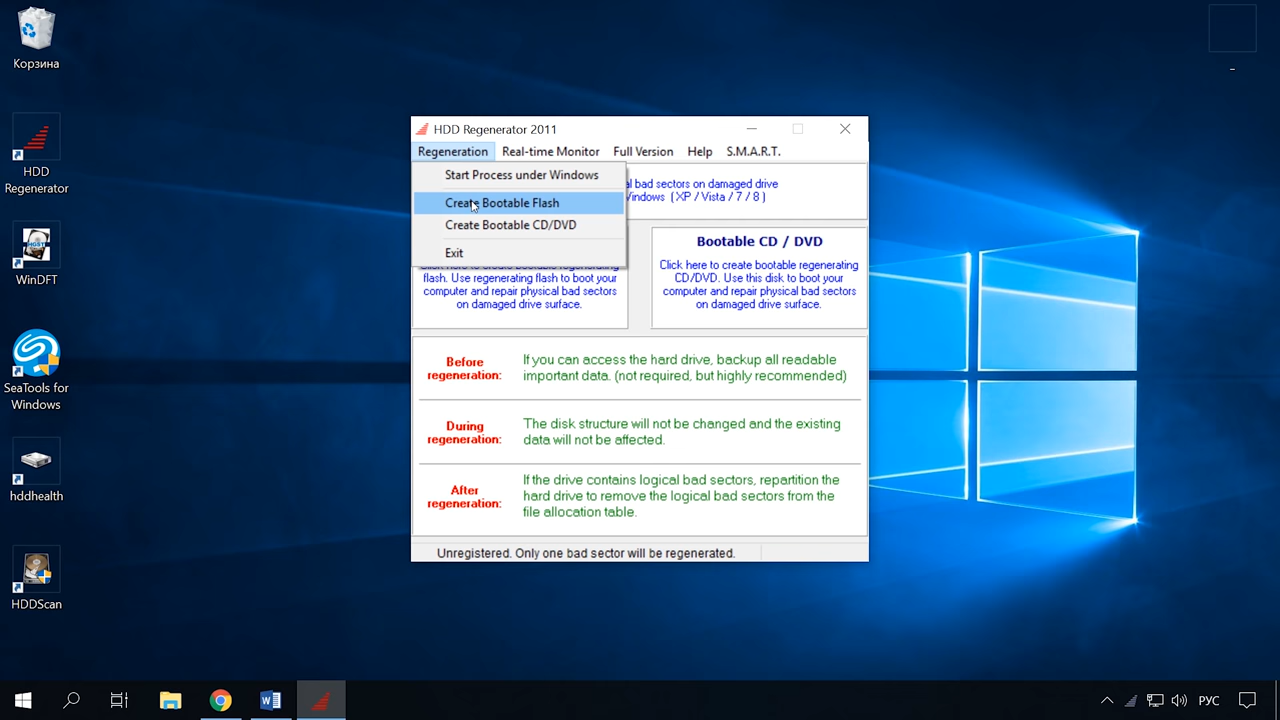 Корзина
HDD
Regenerator
WinDFT
SeaTools for
Windows
hddhealth
HDDScan
HDD Regenerator 2011
Regeneration
Real-time Monitor
Full Version
Help
S.M.A.R.T.
Start Process under Windows
Create Bootable Flash
Create Bootable CD/DVD
Exit
bad sectors on damaged drive
( XP / Vista / 7 / 8 )
flash. Use regenerating flash to boot your
computer and repair physical bad sectors
on damaged drive surface.
Bootable CD / DVD
Click here to create bootable regenerating
CD/DVD. Use this disk to boot your
computer and repair physical bad sectors
on damaged drive surface.
Before
regeneration:
If you can access the hard drive, backup all readable
important data. (not required, but highly recommended)
During
regeneration:
The disk structure will not be changed and the existing
data will not be affected.
After
regeneration:
If the drive contains logical bad sectors, repartition the
hard drive to remove the logical bad sectors from the
file allocation table.
Unregistered. Only one bad sector will be regenerated.
РУС